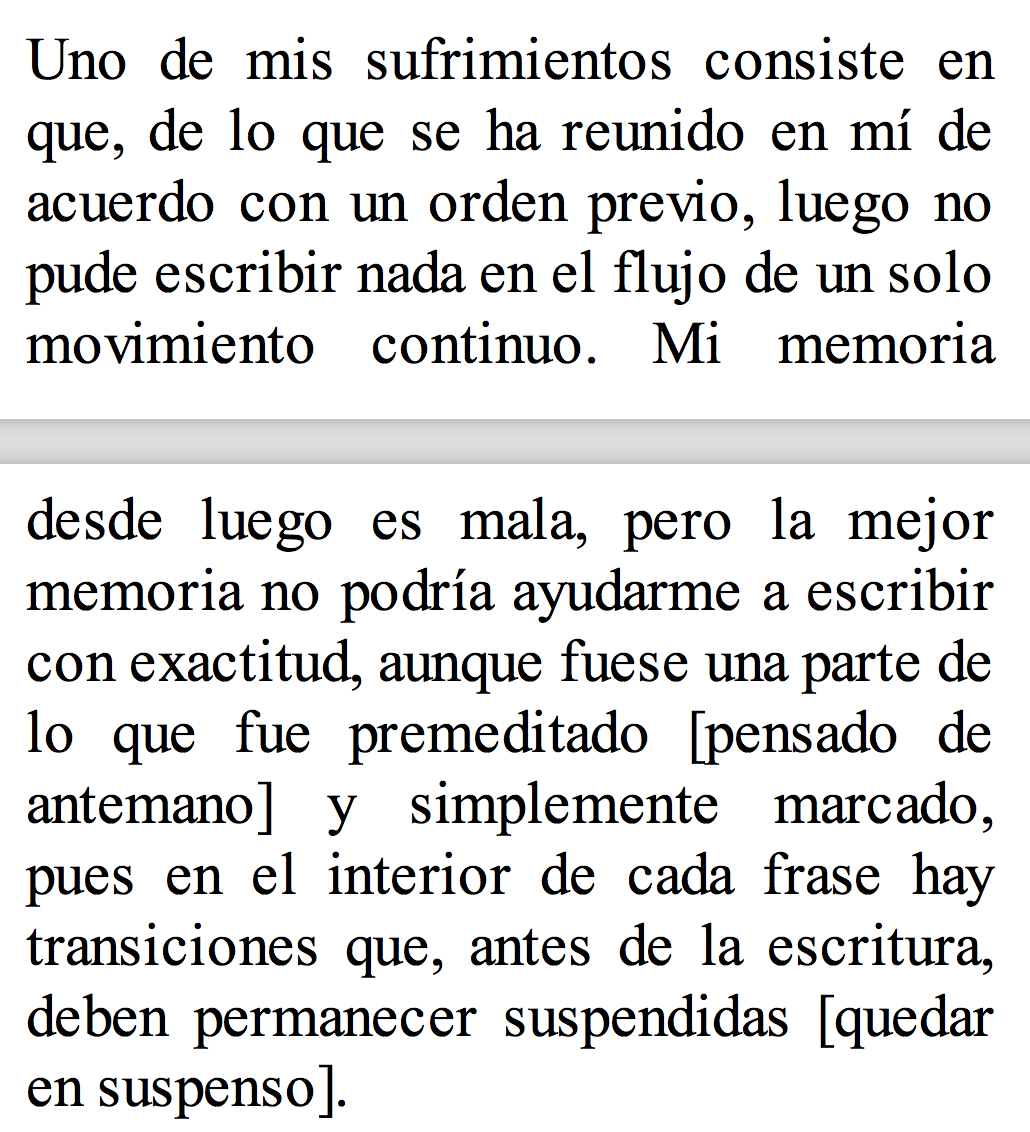 Uno de mis sufrimientos consiste en
que, de lo que se ha reunido en mí de
acuerdo con un orden previo, luego no
pude escribir nada en el flujo de un solo
movimiento continuo. Mi memoria
desde luego es mala, pero la mejor
memoria no podría ayudarme a escribir
con exactitud, aunque fuese una parte de
lo que fue premeditado [pensado de
antemano] y simplemente marcado,
pues en el interior de cada frase hay
transiciones que, antes de la escritura,
deben permanecer suspendidas [quedar
en suspenso].